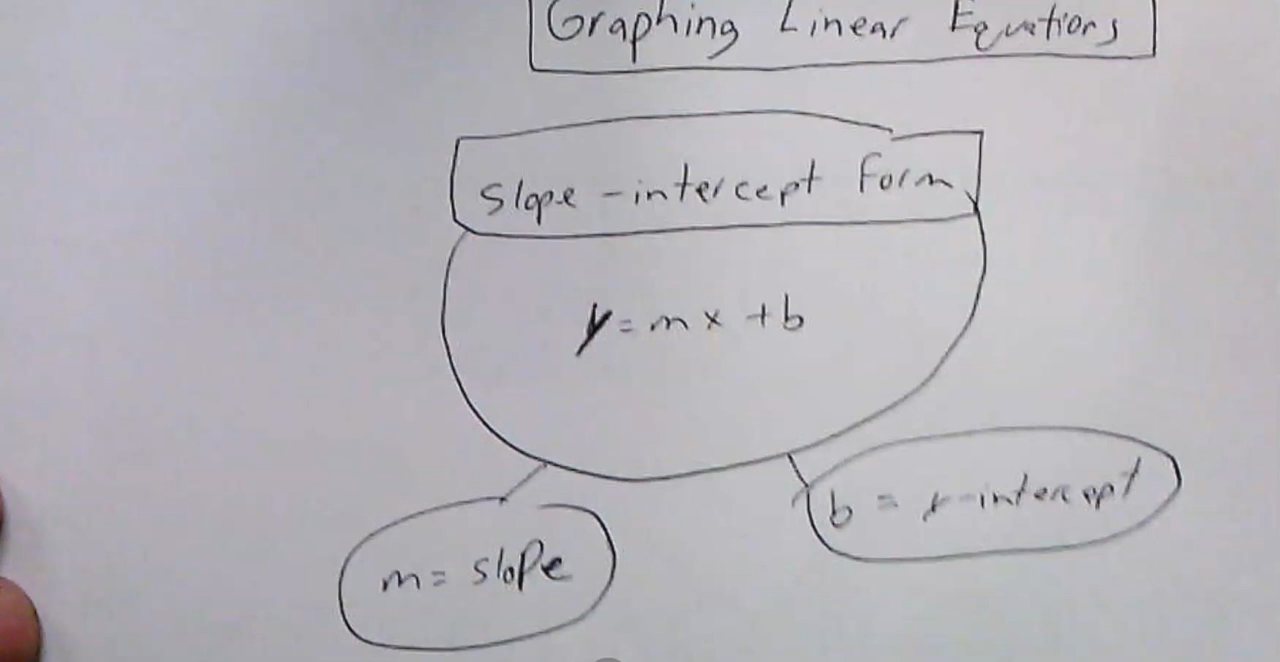 Graphing Linear Equations
Slope-intercept Form
y=mx+b
m= slope
b = y-intercept